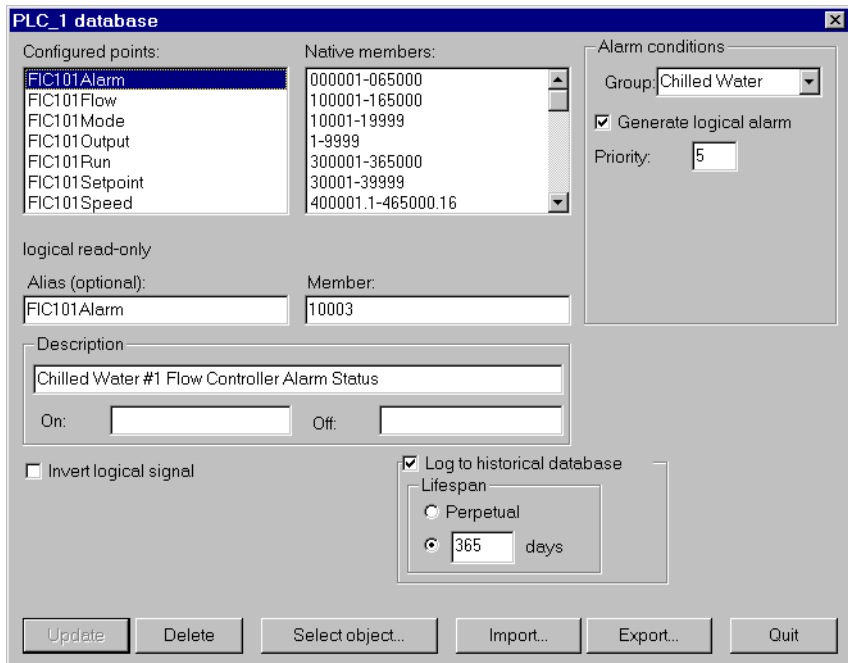 PLC_1 database
Configured points:
Native members:
Alarm conditions
FIC101Alarm
FIC101Flow
FIC101Mode
FIC101Output
FIC101Run
FIC101Setpoint
FIC101Speed
000001-065000
100001-165000
10001-19999
1-9999
300001-365000
30001-39999
400001.1-465000.16
Group: Chilled Water
Generate logical alarm
Priority: 5
logical read-only
Alias (optional):
Member:
FIC101Alarm
10003
Description
Chilled Water #1 Flow Controller Alarm Status
On:
Off:
Invert logical signal
Log to historical database
Lifespan
Perpetual
365 days
Update
Delete
Select object...
Import...
Export...
Quit